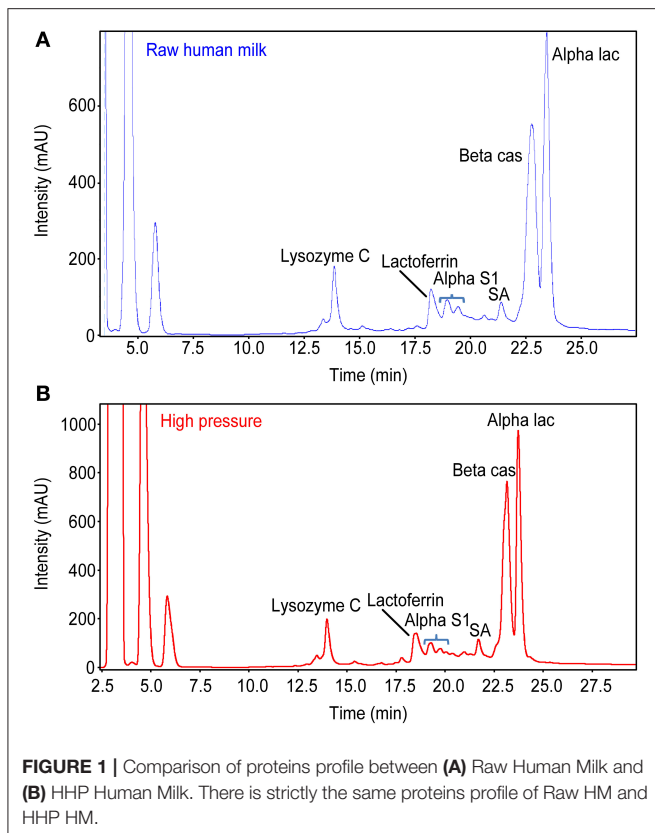 A
Raw human milk
Alpha lac
Beta cas
Lysozyme C
Lactoferrin
Alpha S1
SA
Intensity (mAU)
600
400
200
0
5.0 7.5 10.0 12.5 15.0 17.5 20.0 22.5 25.0
Time (min)
B
High pressure
Alpha lac
Beta cas
Lysozyme C
Lactoferrin
Alpha S1
SA
Intensity (mAU)
1000
800
600
400
200
0
2.5 5.0 7.5 10.0 12.5 15.0 17.5 20.0 22.5 25.0 27.5
Time (min)
FIGURE 1 | Comparison of proteins profile between (A) Raw Human Milk and
(B) HHP Human Milk. There is strictly the same proteins profile of Raw HM and
HHP HM.